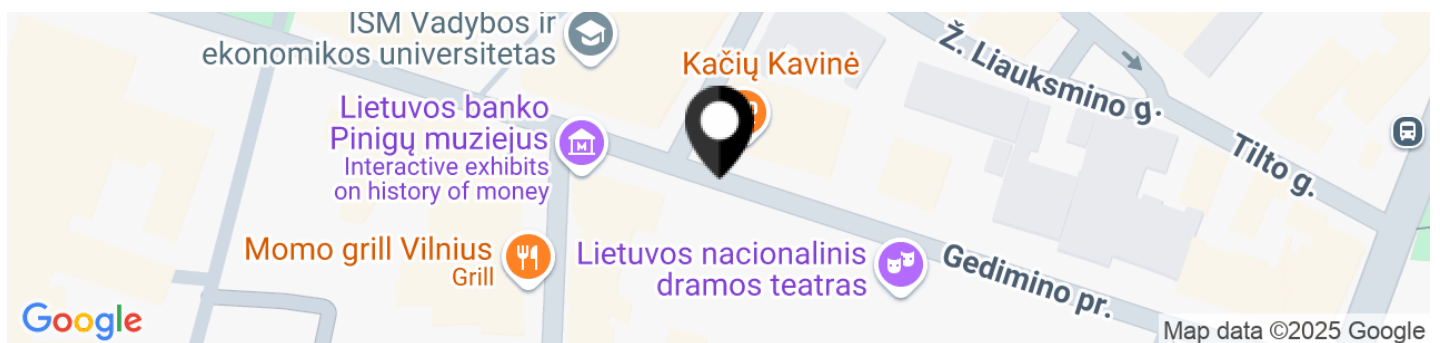 ISM Vadybos ir
ekonomikos universitetas
Kačių Kavinė
Ž. Liauksmino g.
Lietuvos banko
Pinigų muziejus
Interactive exhibits
on history of money
Tilto g.
Momo grill Vilnius
Grill
Lietuvos nacionalinis
dramos teatras
Gedimino pr.
Google
Map data ©2025 Google